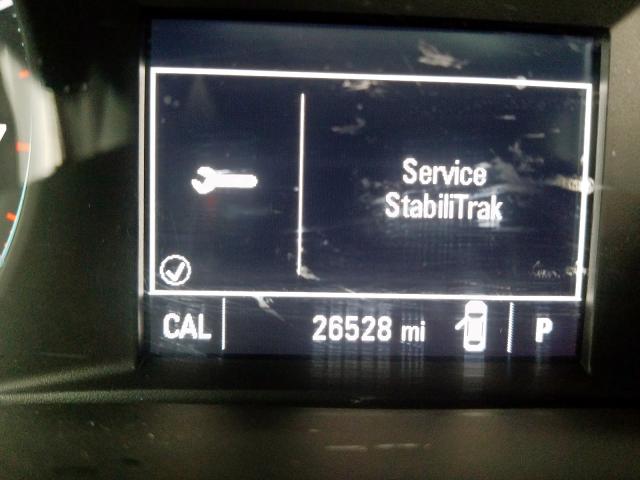 Service
StabiliTrak
CAL
26528 mi
P